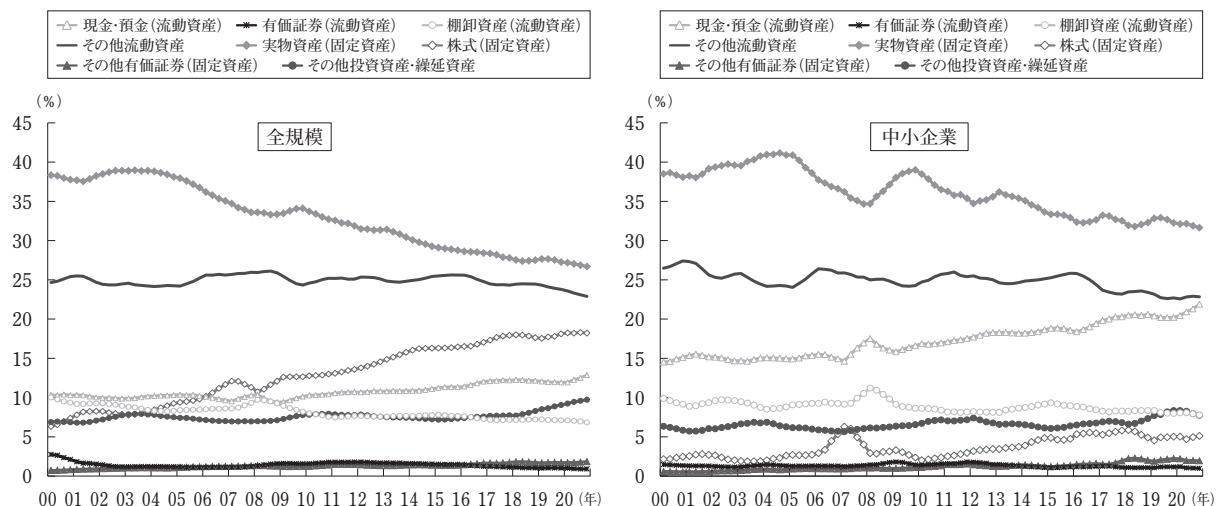 現金・預金（流動資産） 有価証券（流動資産） 棚卸資産（流動資産）
その他流動資産 実物資産（固定資産） 株式（固定資産）
その他有価証券（固定資産） その他投資資産・繰延資産
（%）
全規模
45
40
35
30
25
20
15
10
5
0
00 01 02 03 04 05 06 07 08 09 10 11 12 13 14 15 16 17 18 19 20 （年）
現金・預金（流動資産） 有価証券（流動資産） 棚卸資産（流動資産）
その他流動資産 実物資産（固定資産） 株式（固定資産）
その他有価証券（固定資産） その他投資資産・繰延資産
（%）
中小企業
45
40
35
30
25
20
15
10
5
0
00 01 02 03 04 05 06 07 08 09 10 11 12 13 14 15 16 17 18 19 20 （年）